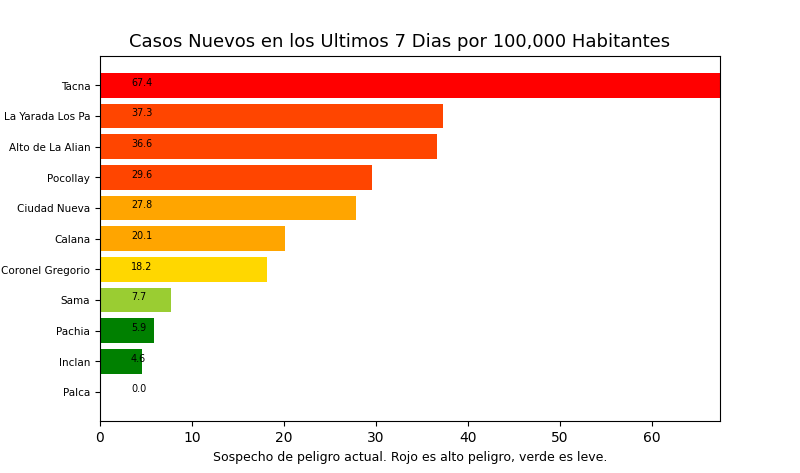 Casos Nuevos en los Ultimos 7 Dias por 100,000 Habitantes
Tacna 67.4
La Yarada Los Pa 37.3
Alto de La Alian 36.6
Pocollay 29.6
Ciudad Nueva 27.8
Calana 20.1
Coronel Gregorio 18.2
Sama 7.7
Pachia 5.9
Inclan 4.6
Palca 0.0
0 10 20 30 40 50 60
Sospecho de peligro actual. Rojo es alto peligro, verde es leve.